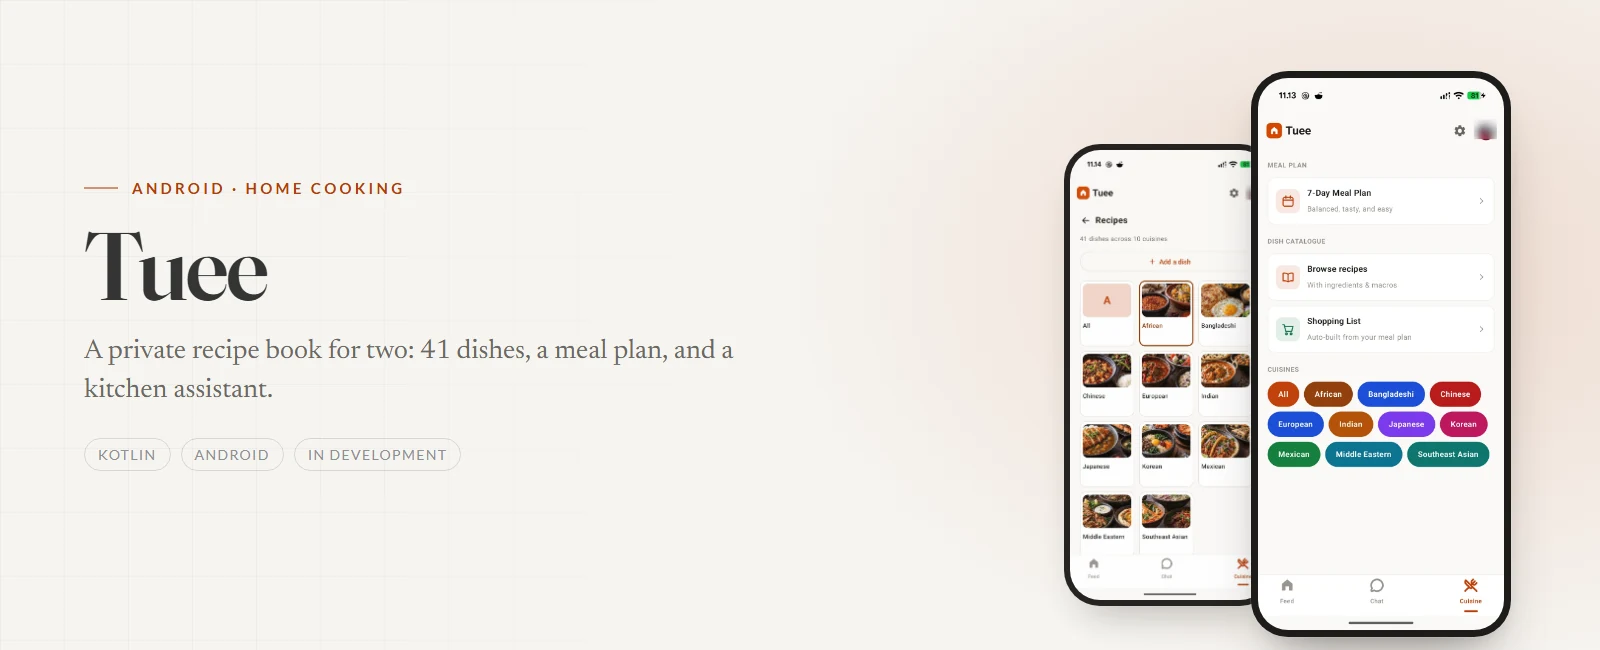 ANDROID · HOME COOKING
Tuee
A private recipe book for two: 41 dishes, a meal plan, and a
kitchen assistant.
KOTLIN
ANDROID
IN DEVELOPMENT
11.14
Tuee
Recipes
41 dishes across 10 cuisines
+ Add a dish
A
All
African
Bangladeshi
Chinese
European
Indian
Japanese
Korean
Mexican
Middle Eastern
Southeast Asian
Feed
Chat
11.13
81
Tuee
MEAL PLAN
7-Day Meal Plan
Balanced, tasty, and easy
DISH CATALOGUE
Browse recipes
With ingredients & macros
Shopping List
Auto-built from your meal plan
CUISINES
All
African
Bangladeshi
Chinese
European
Indian
Japanese
Korean
Mexican
Middle Eastern
Southeast Asian
Feed
Chat
Cuisine